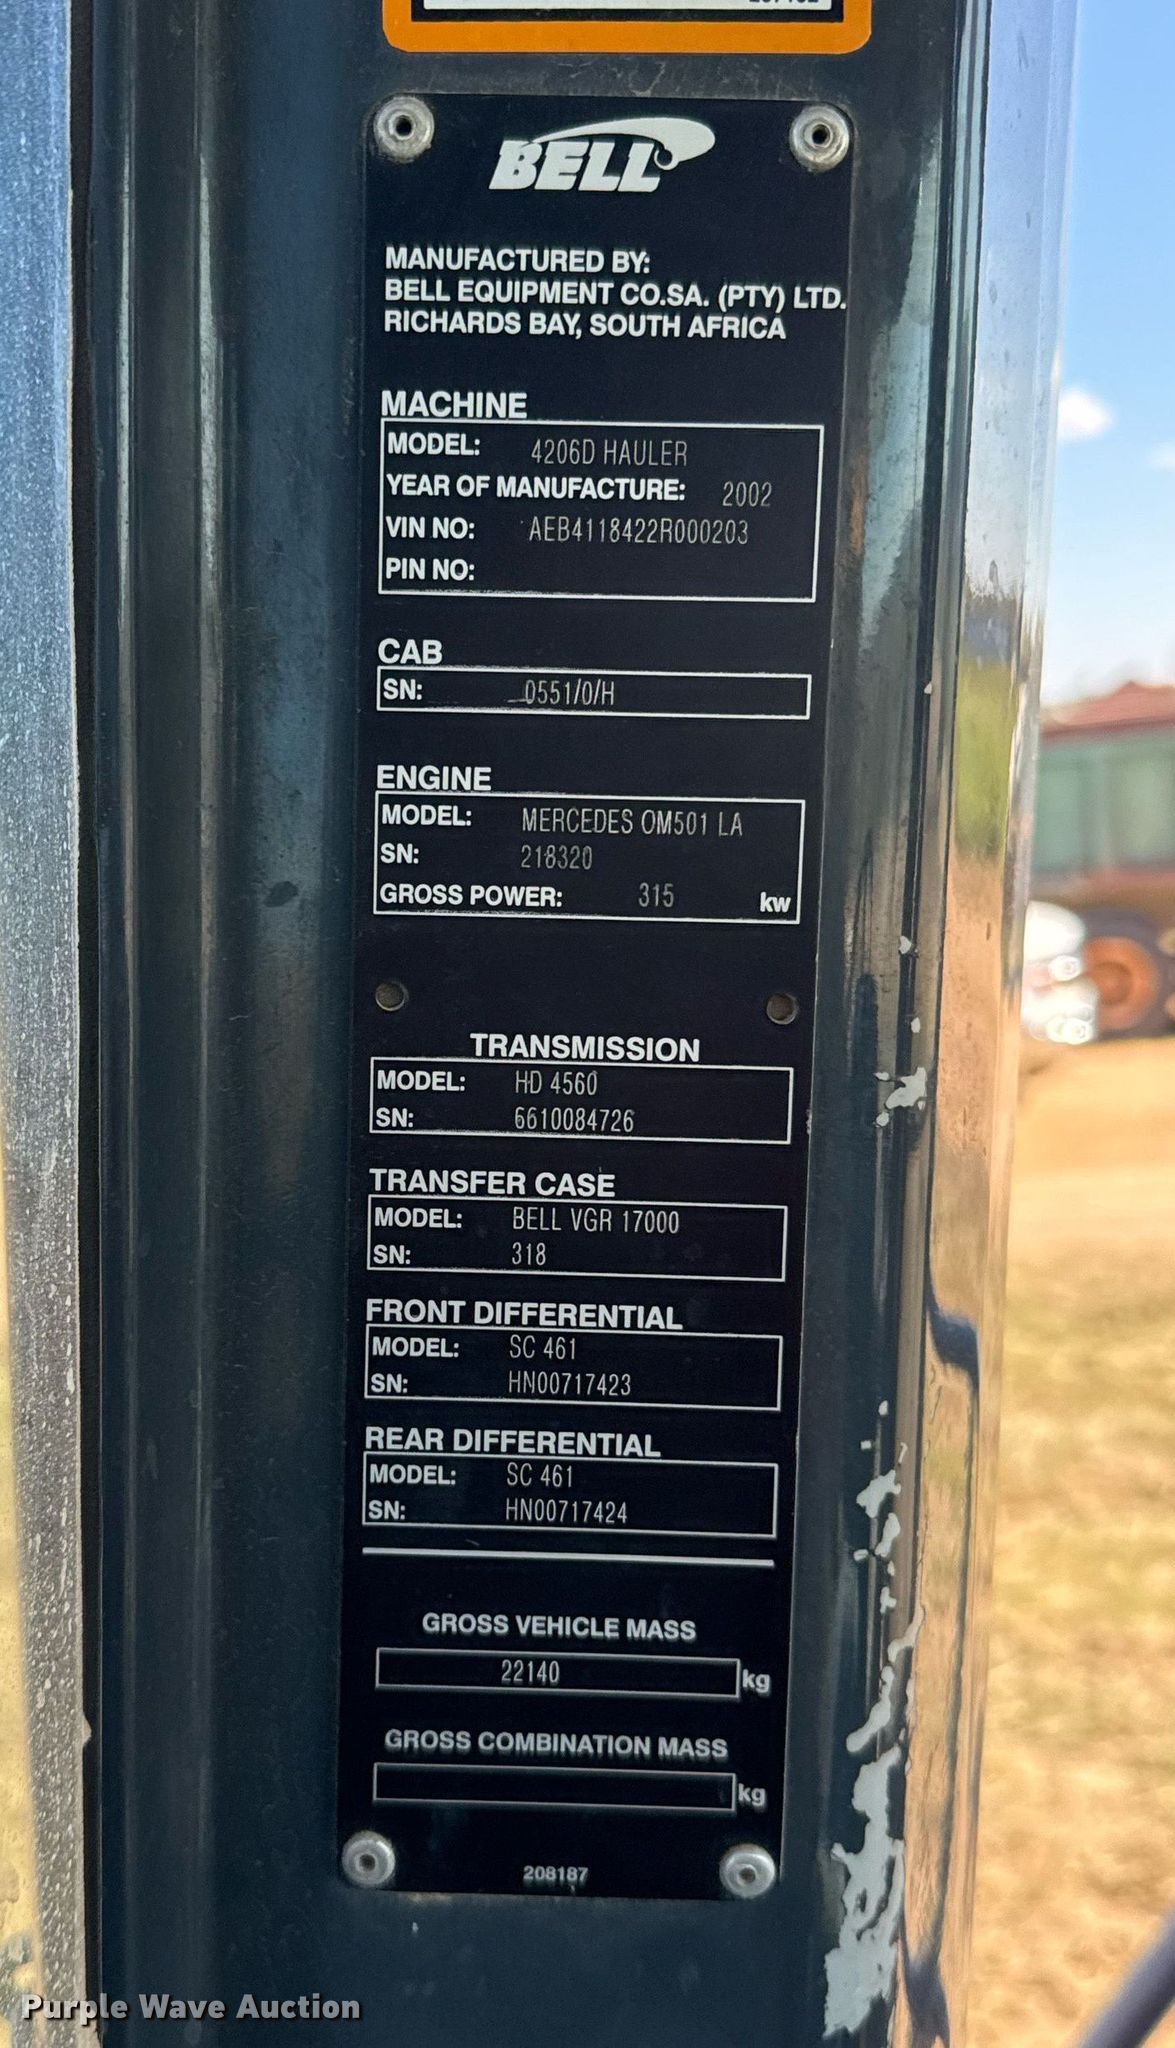 BELL
MANUFACTURED BY:
BELL EQUIPMENT CO.SA. (PTY) LTD.
RICHARDS BAY, SOUTH AFRICA
MACHINE
MODEL: 4206D HAULER
YEAR OF MANUFACTURE: 2002
VIN NO: AEB4118422R000203
PIN NO:
CAB
SN: 0551/0/H
ENGINE
MODEL: MERCEDES OM501 LA
SN: 218320
GROSS POWER: 315 kw
TRANSMISSION
MODEL: HD 4560
SN: 6610084726
TRANSFER CASE
MODEL: BELL VGR 17000
SN: 318
FRONT DIFFERENTIAL
MODEL: SC 461
SN: HN00717423
REAR DIFFERENTIAL
MODEL: SC 461
SN: HN00717424
GROSS VEHICLE MASS
22140 kg
GROSS COMBINATION MASS
kg
208187
Purple Wave Auction